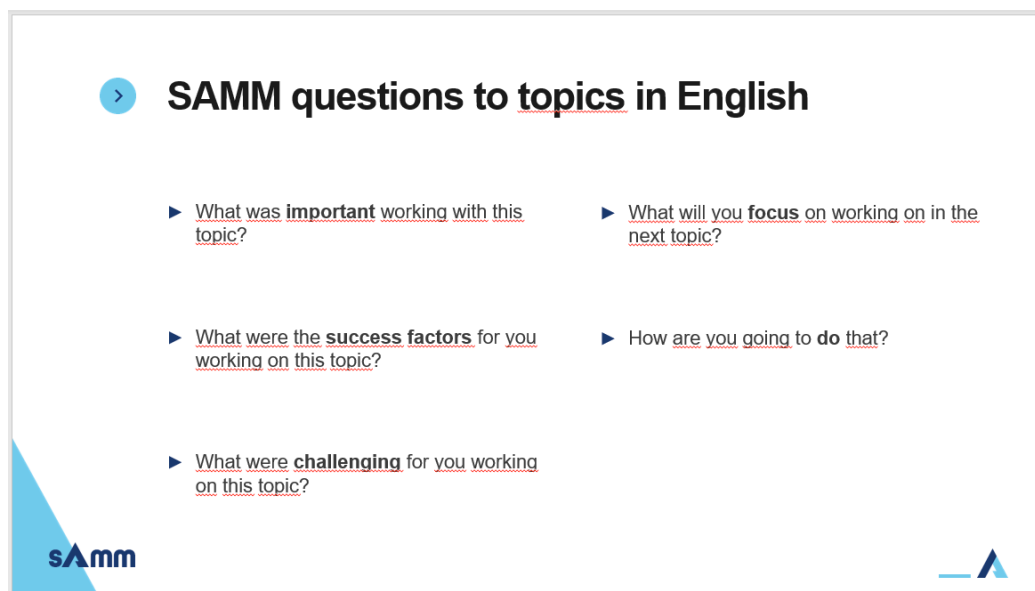 SAMM questions to topics in English
What was important working with this
topic?
What were the success factors for you
working on this topic?
What were challenging for you working
on this topic?
What will you focus on working on in the
next topic?
How are you going to do that?
sAmm